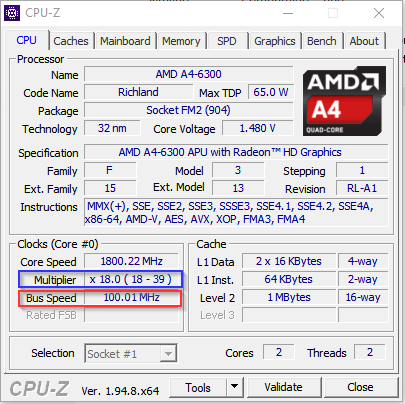 CPU-Z
CPU Caches Mainboard Memory SPD Graphics Bench About
Processor
Name AMD A4-6300
Code Name Richland Max TDP 65.0 W
Package Socket FM2 (904)
Technology 32 nm Core Voltage 1.480 V
AMD
A4
QUAD-CORE
Specification AMD A4-6300 APU with Radeon™ HD Graphics
Family F Model 3 Stepping 1
Ext. Family 15 Ext. Model 13 Revision RL-A1
Instructions MMX(+), SSE, SSE2, SSE3, SSSE3, SSE4.1, SSE4.2, SSE4A,
x86-64, AMD-V, AES, AVX, XOP, FMA3, FMA4
Clocks (Core #0) Cache
Core Speed 1800.22 MHz L1 Data 2 x 16 KBytes 4-way
Multiplier x 18.0 ( 18 - 39 ) L1 Inst. 64 KBytes 2-way
Bus Speed 100.01 MHz Level 2 1 MBytes 16-way
Rated FSB Level 3
Selection Socket #1 Cores 2 Threads 2
CPU-Z Ver. 1.94.8.x64 Tools Validate Close